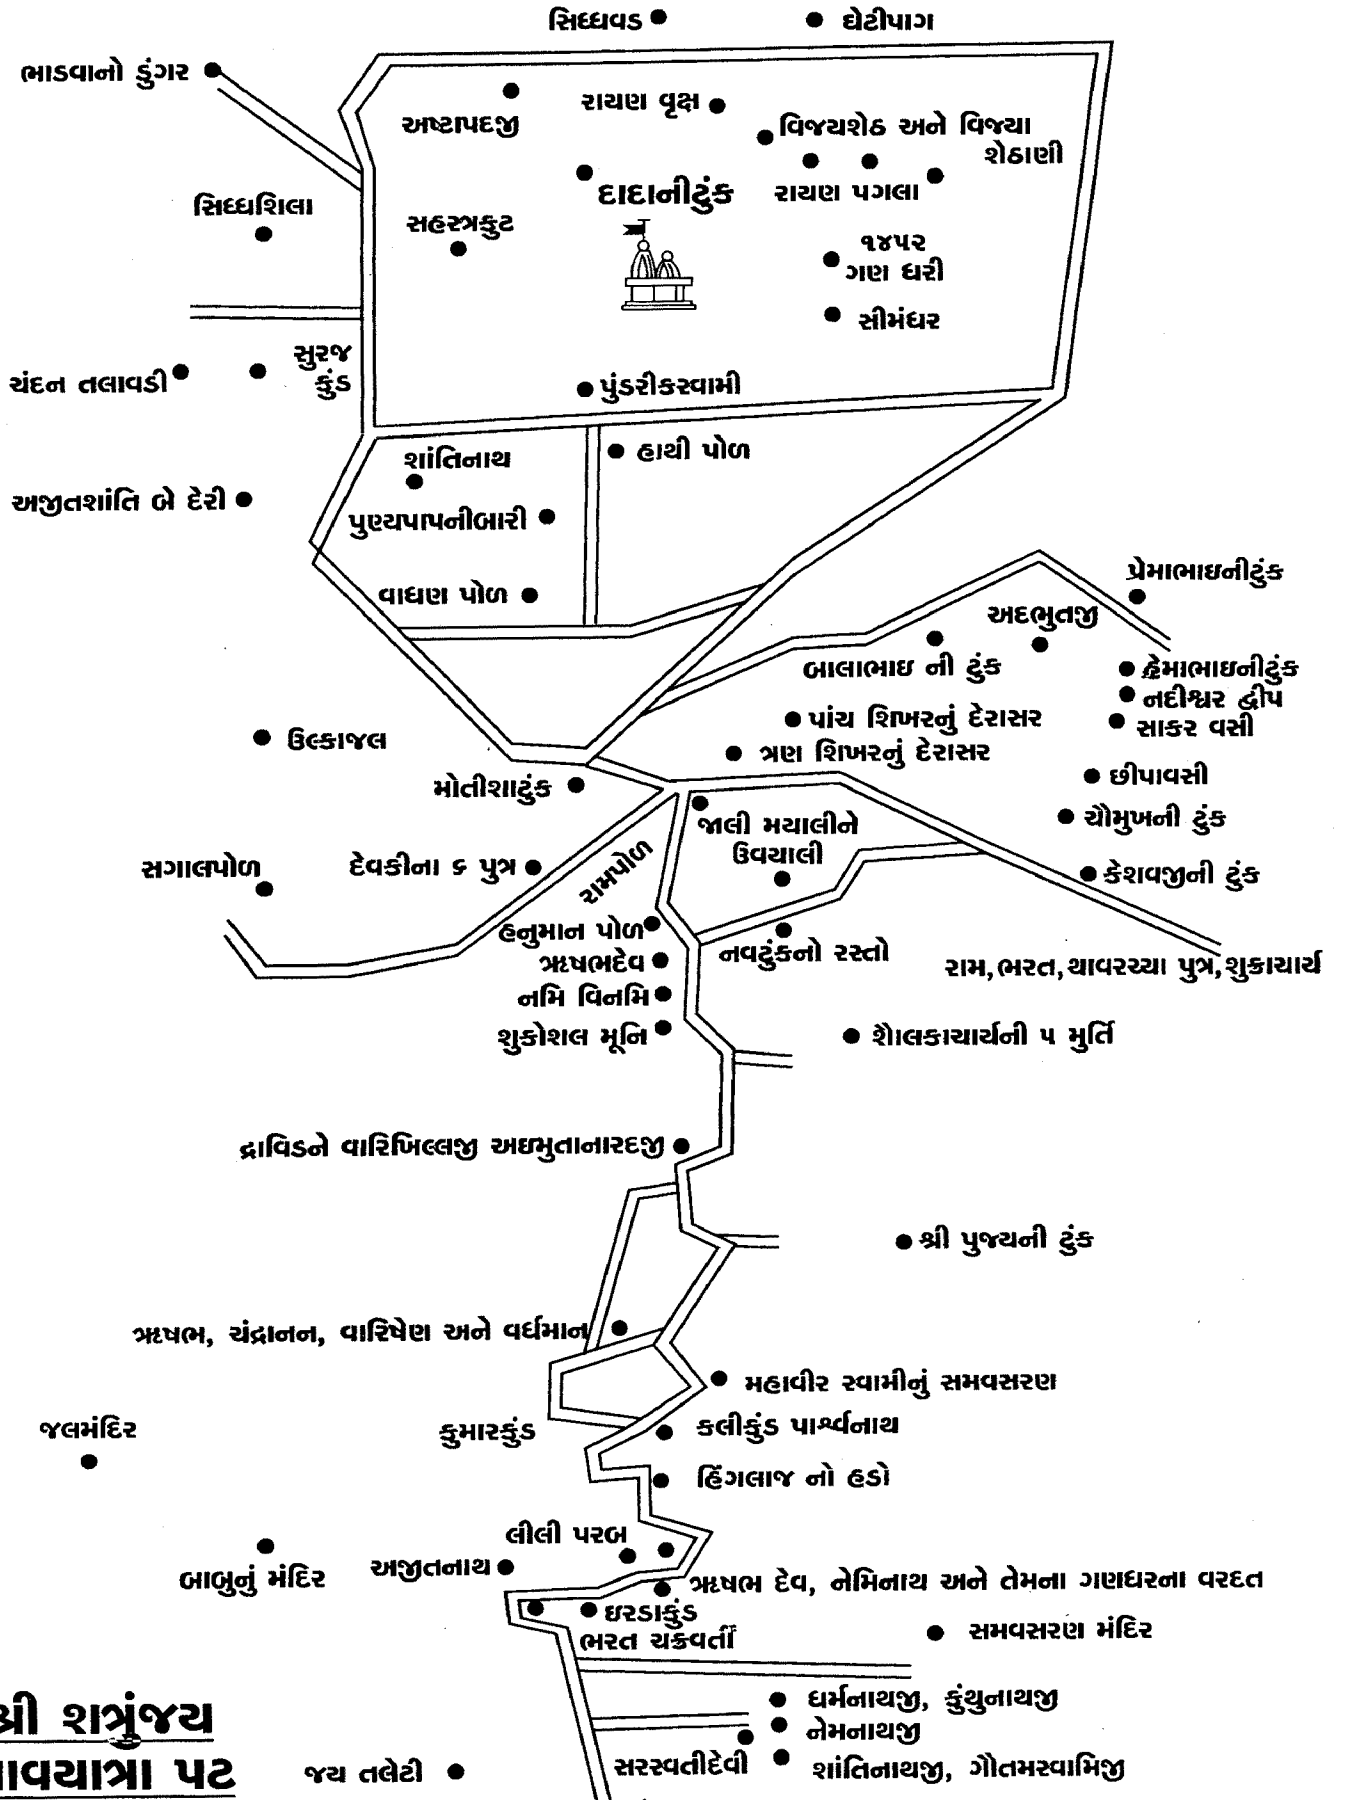 સિધ્ધવડ
ઘેટીપાગ
ભાડવાનો ડુંગર
અષ્ટાપદજી
રાયણ વૃક્ષ
વિજયશેઠ અને વિજ્યા
શેઠાણી
રાયણ પગલા
દાદાનીટુંક
સિધ્ધશિલા
સહસ્ત્રકુટ
૧૪૫૨
ગણ ધરી
સીમંધર
સુરજ
કુંડ
ચંદન તલાવડી
પુંડરીકસ્વામી
હાથી પોળ
શાંતિનાથ
અજીતશાંતિ બે દેરી
પુણ્યપાપનીબારી
વાઘણ પોળ
પ્રેમાભાઇનીટુંક
અદભુતજી
બાલાભાઇ ની ટુંક
હેમાભાઇનીટુંક
નદીશ્વર દ્વીપ
સાકર વસી
પાંચ શિખરનું દેરાસર
ત્રણ શિખરનું દેરાસર
ઉલ્કાજલ
છીપાવસી
મોતીશાટુંક
ચૌમુખની ટુંક
જાલી મયાલીને
ઉવયાલી
સગાલપોળ
દેવકીના ૬ પુત્ર
રામપોળ
કેશવજીની ટુંક
હનુમાન પોળ
નવટુંકનો રસ્તો
ઋષભદેવ
રામ,ભરત,થાવરચ્યા પુત્ર,શુક્રાચાર્ય
નમિ વિનમિ
શુકોશલ મૂનિ
શૈાલકાચાર્યની ૫ મુર્તિ
દ્રાવિડને વારિખિલ્લજી અઇમુતાનારદજી
શ્રી પુજ્યની ટુંક
ઋષભ, ચંદ્રાનન, વારિષેણ અને વર્ધમાન
મહાવીર સ્વામીનું સમવસરણ
જલમંદિર
કુમારકુંડ
કલીકુંડ પાર્શ્વનાથ
હિંગલાજ નો હડો
લીલી પરબ
બાબુનું મંદિર
અજીતનાથ
ઋષભ દેવ, નેમિનાથ અને તેમના ગણધરના વરદત
ઇરડાકુંડ
ભરત ચક્રવર્તી
સમવસરણ મંદિર
શ્રી શત્રુંજય
ભાવયાત્રા પટ
ધર્મનાથજી, કુંથુનાથજી
નેમનાથજી
સરસ્વતીદેવી
શાંતિનાથજી, ગૌતમસ્વામિજી
જય તલેટી